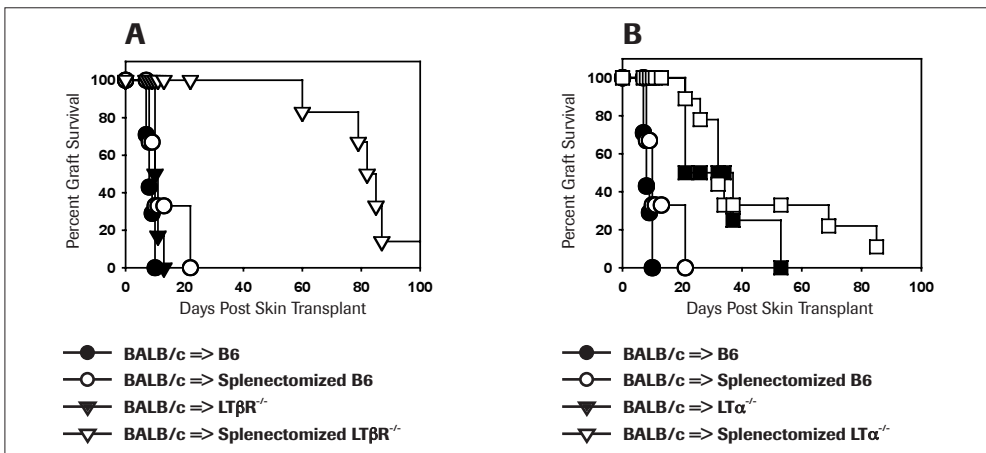 A
Percent Graft Survival
100
80
60
40
20
0
0 20 40 60 80 100
Days Post Skin Transplant
BALB/c => B6
BALB/c => Splenectomized B6
BALB/c => LTβR-/-
BALB/c => Splenectomized LTβR-/-
B
Percent Graft Survival
100
80
60
40
20
0
0 20 40 60 80 100
Days Post Skin Transplant
BALB/c => B6
BALB/c => Splenectomized B6
BALB/c => LTα-/-
BALB/c => Splenectomized LTα-/-